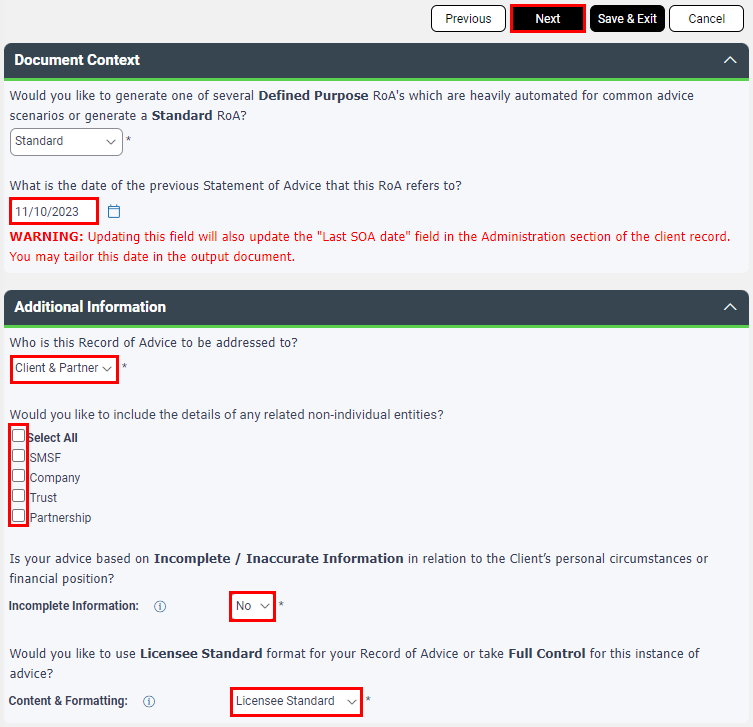 Previous Next Save & Exit Cancel
Document Context
Would you like to generate one of several Defined Purpose RoA's which are heavily automated for common advice
scenarios or generate a Standard RoA?
Standard *
What is the date of the previous Statement of Advice that this RoA refers to?
11/10/2023
WARNING: Updating this field will also update the "Last SOA date" field in the Administration section of the client record.
You may tailor this date in the output document.
Additional Information
Who is this Record of Advice to be addressed to?
Client & Partner *
Would you like to include the details of any related non-individual entities?
Select All
SMSF
Company
Trust
Partnership
Is your advice based on Incomplete / Inaccurate Information in relation to the Client's personal circumstances or
financial position?
Incomplete Information: No *
Would you like to use Licensee Standard format for your Record of Advice or take Full Control for this instance of
advice?
Content & Formatting: Licensee Standard *